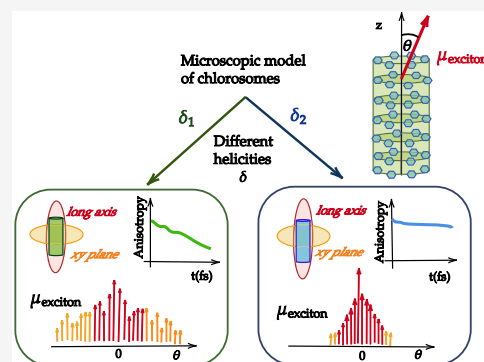 z
θ
μexciton
Microscopic model
of chlorosomes
δ1
δ2
Different
helicities
δ
long axis
xy plane
Anisotropy
t(fs)
μexciton
0
θ
long axis
xy plane
Anisotropy
t(fs)
μexciton
0
θ